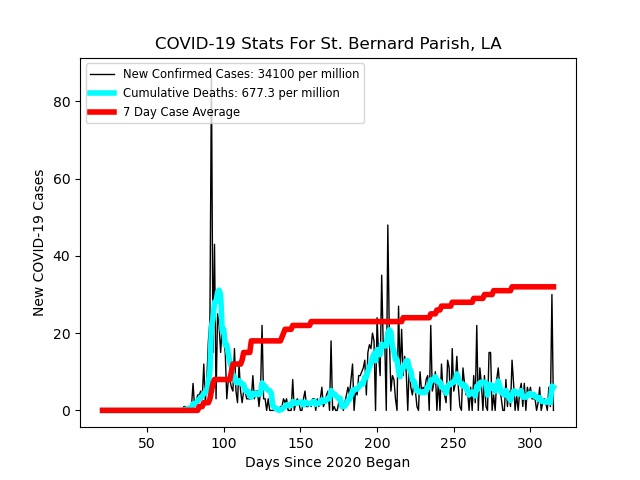 COVID-19 Stats For St. Bernard Parish, LA
New Confirmed Cases: 34100 per million
Cumulative Deaths: 677.3 per million
7 Day Case Average
New COVID-19 Cases
80
60
40
20
0
50 100 150 200 250 300
Days Since 2020 Began